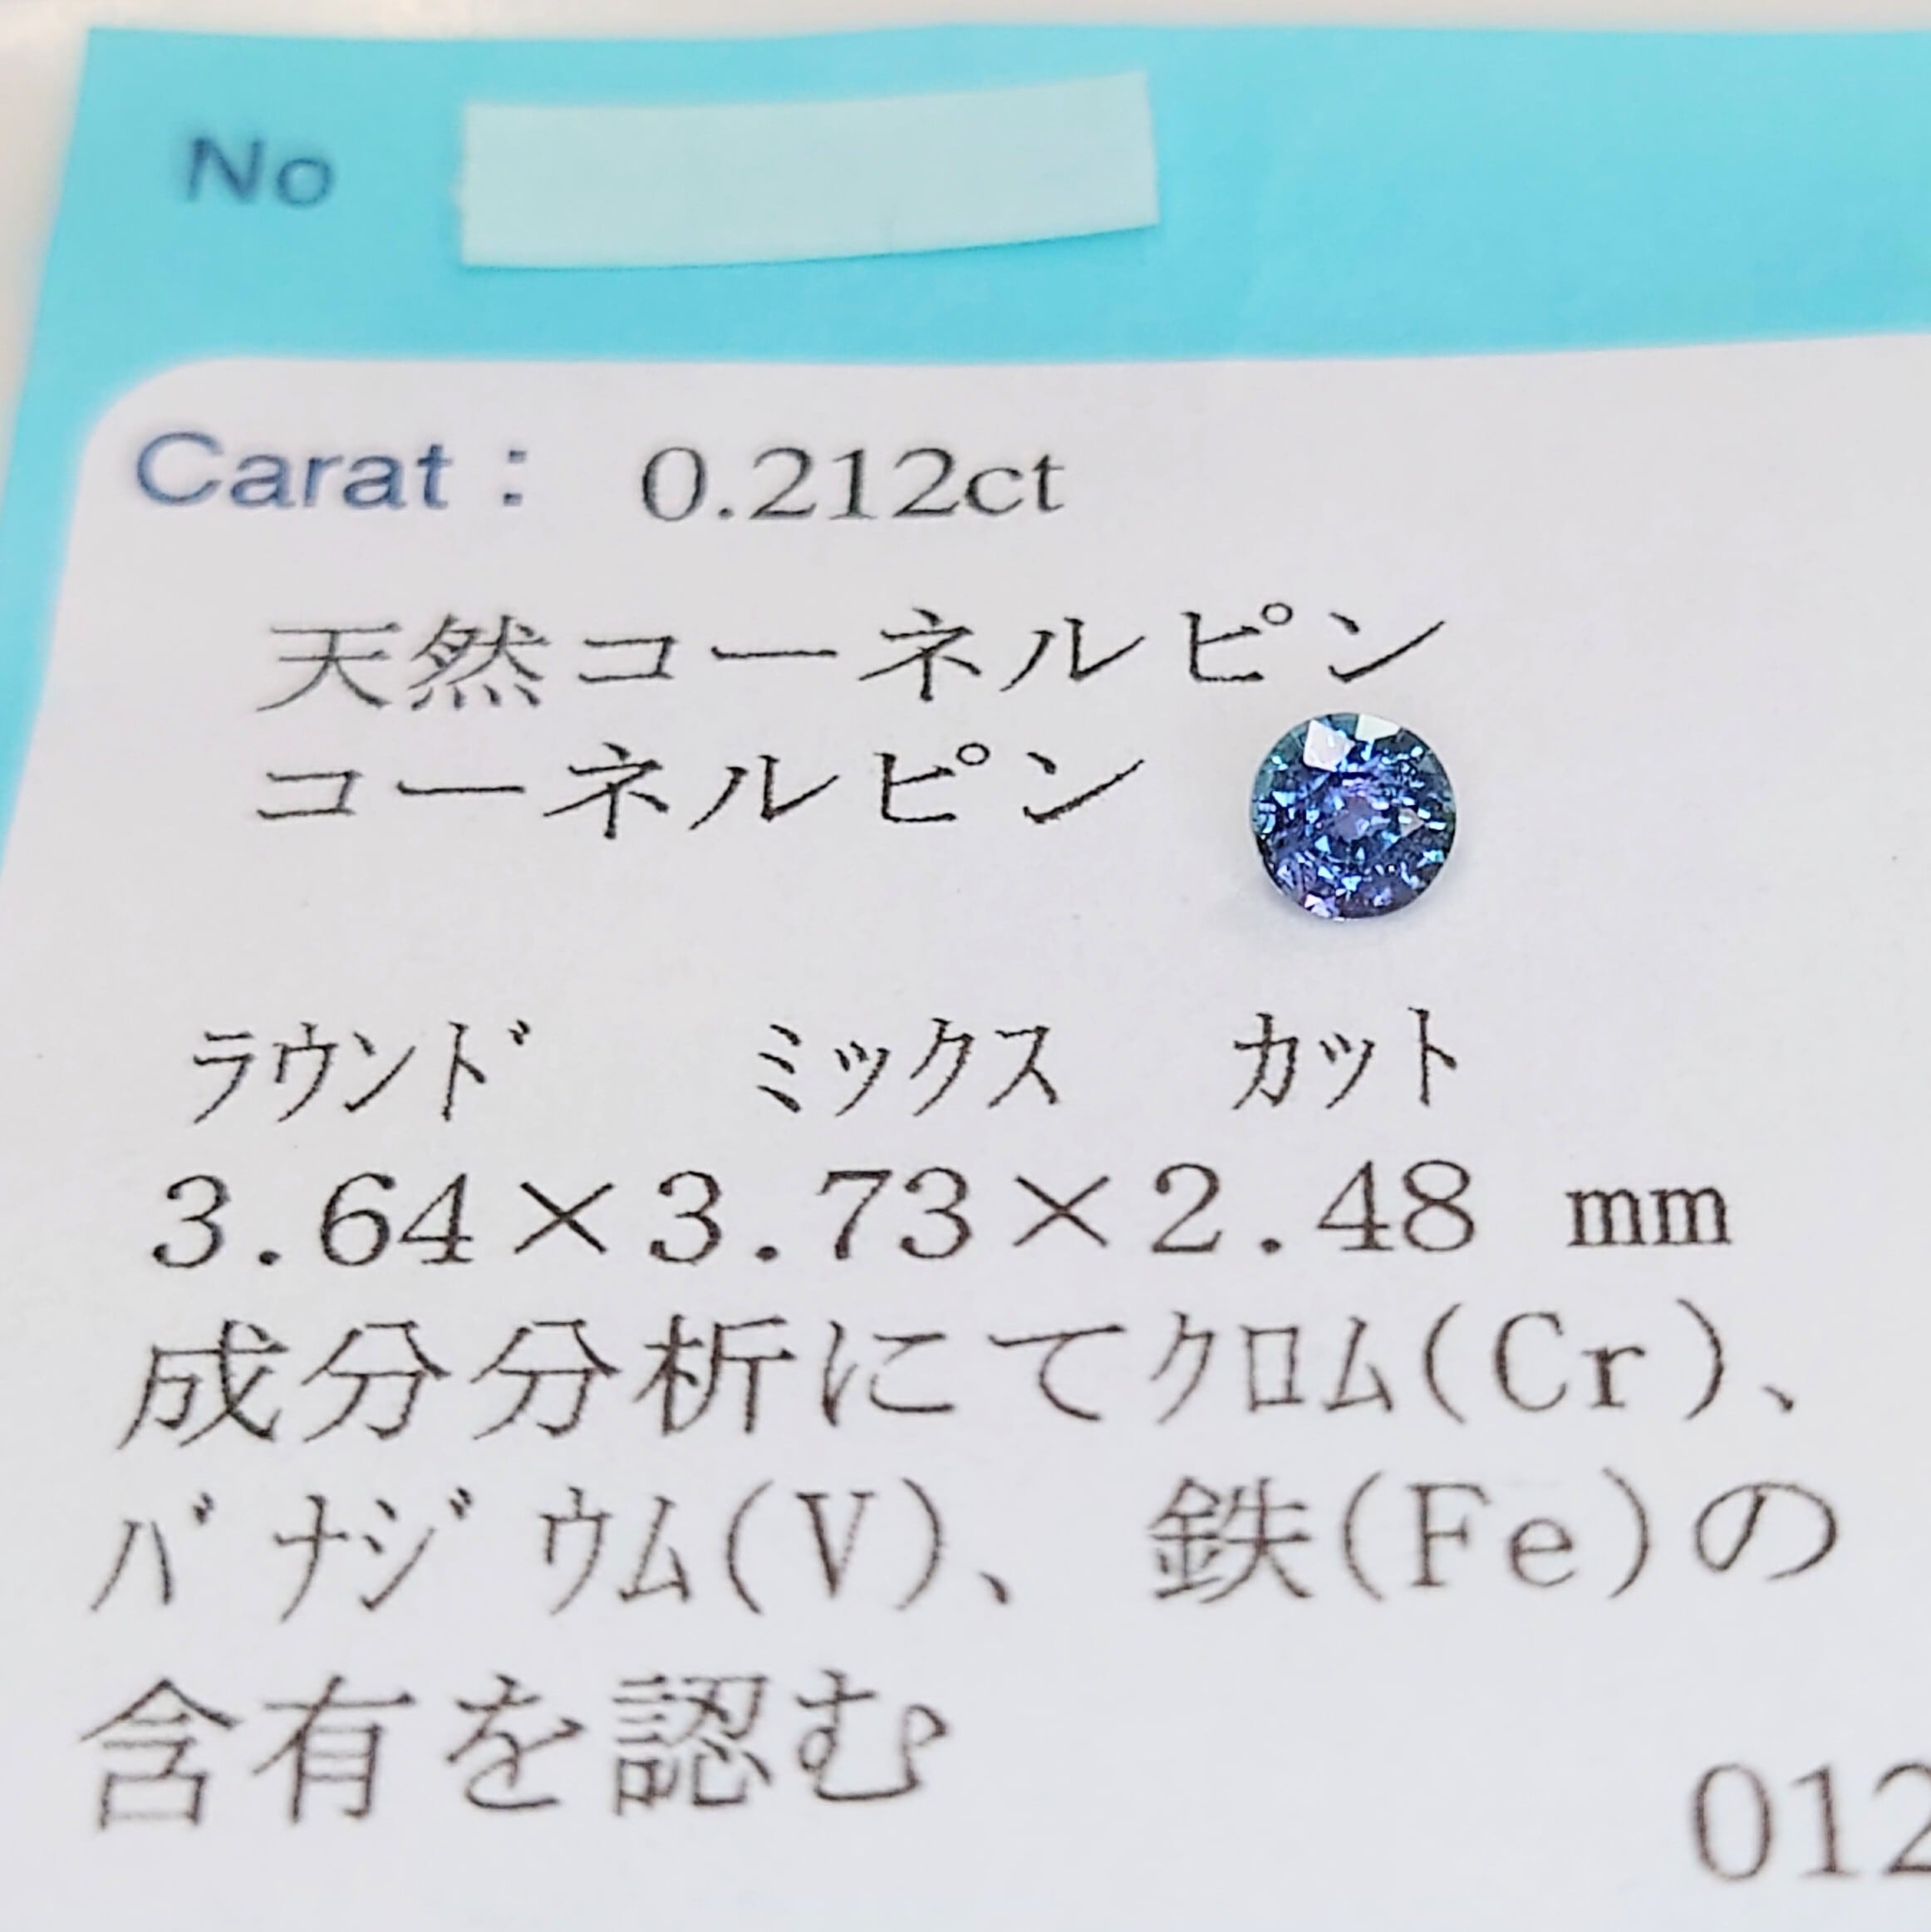 No
Carat : 0.212ct
天然コーネルピン
コーネルピン
ﾗｳﾝﾄﾞ ﾐｯｸｽ ｶｯﾄ
3.64×3.73×2.48 mm
成分分析にてｸﾛﾑ(Cr)、
ﾊﾞﾅｼﾞｳﾑ(V)、鉄(Fe)の
含有を認む
012